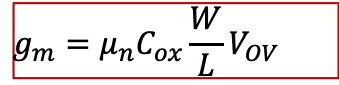 g_m = μ_n C_ox W/L V_OV